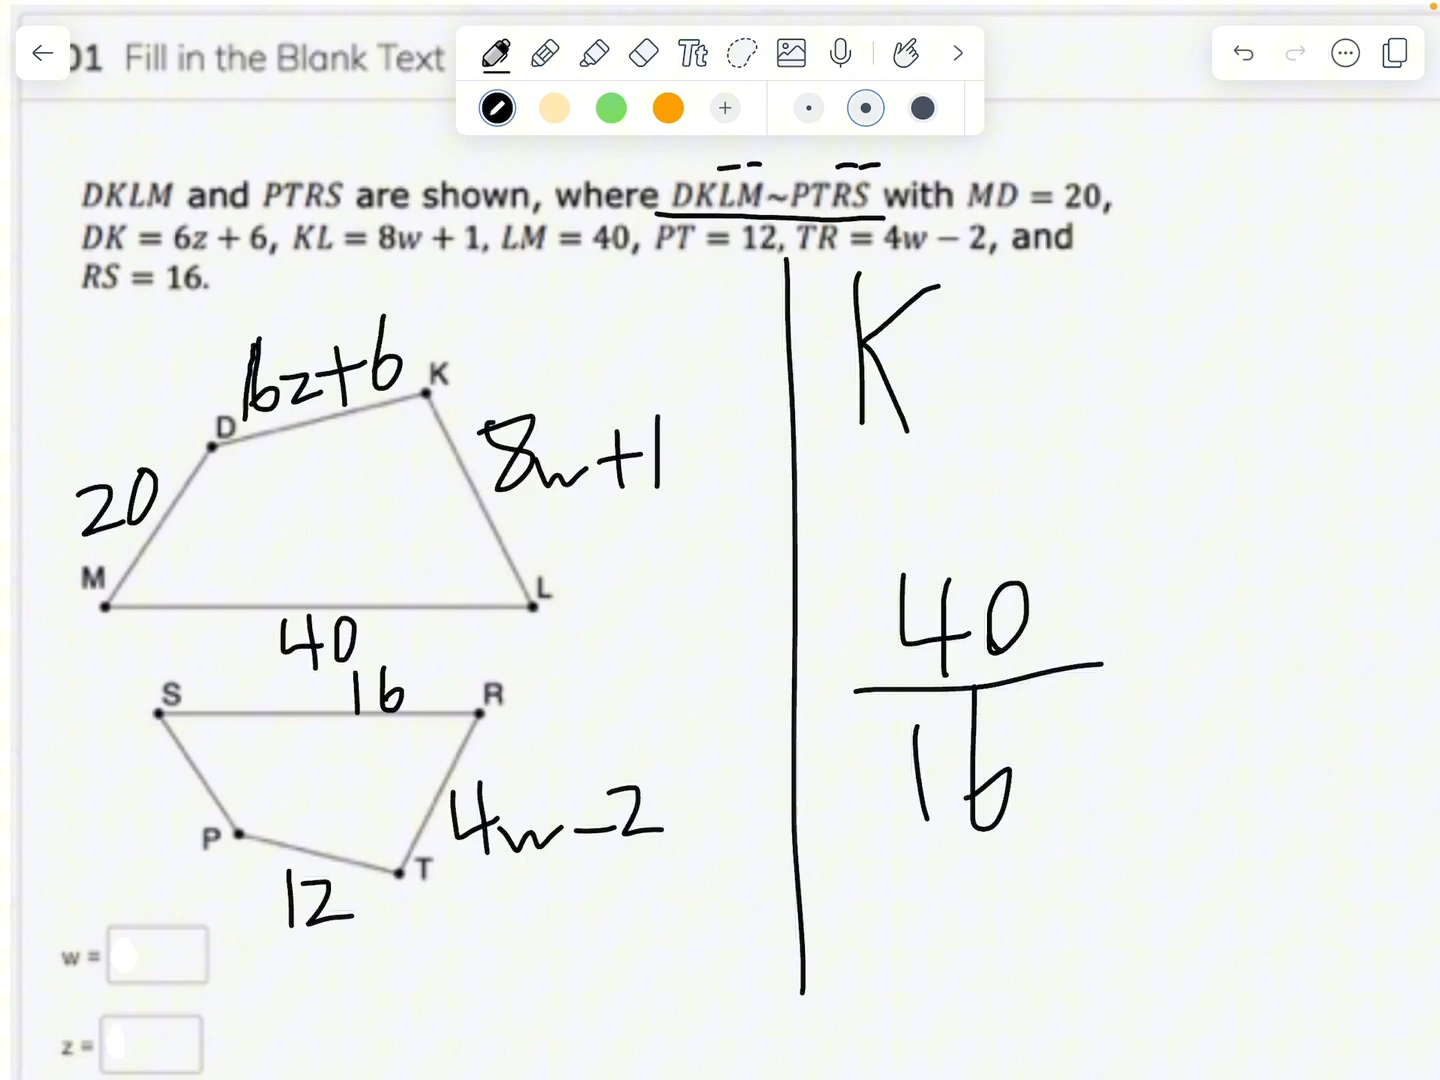 01 Fill in the Blank Text
Tt
DKLM and PTRS are shown, where DKLM~PTRS with MD = 20,
DK = 6z + 6, KL = 8w + 1, LM = 40, PT = 12, TR = 4w − 2, and
RS = 16.
K
6z+6
K
D
8w+1
20
M
L
40
40
16
16
S
R
4w-2
P
T
12
w =
z =